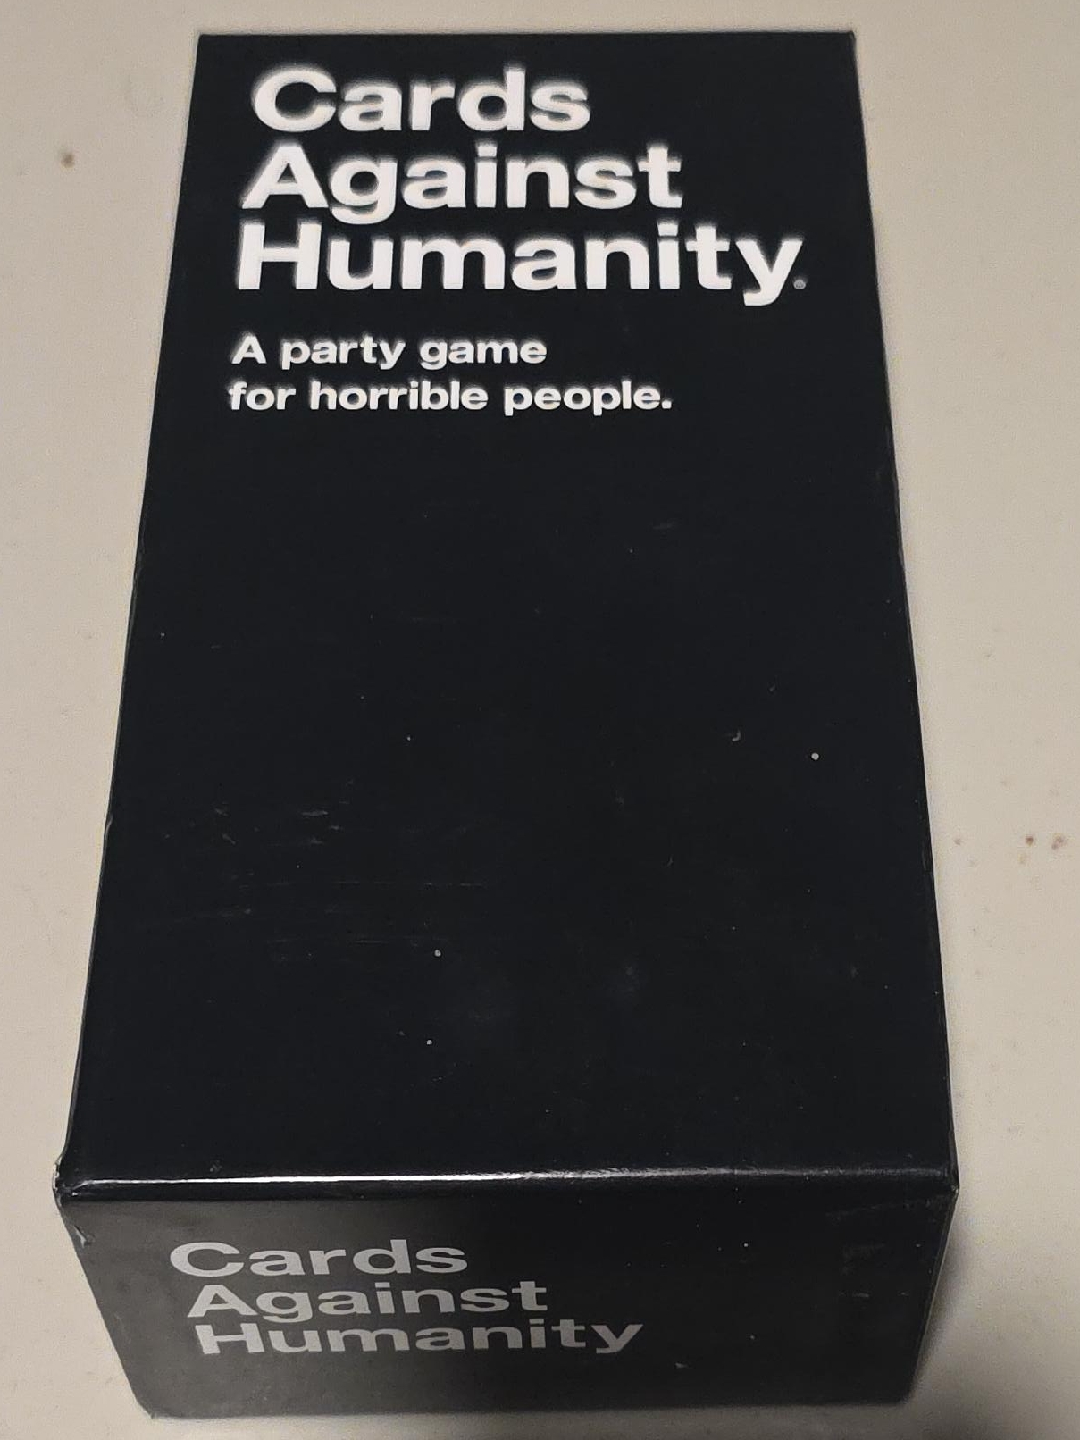 Cards
Against
Humanity®
A party game
for horrible people.
Cards
Against
Humanity